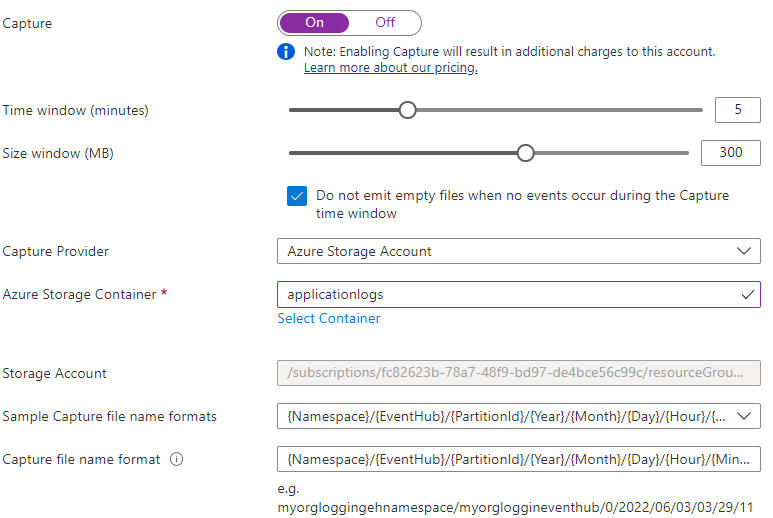 Capture
On
Off
Note: Enabling Capture will result in additional charges to this account.
Learn more about our pricing.
Time window (minutes)
5
Size window (MB)
300
Do not emit empty files when no events occur during the Capture
time window
Capture Provider
Azure Storage Account
Azure Storage Container *
applicationlogs
Select Container
Storage Account
/subscriptions/fc82623b-78a7-48f9-bd97-de4bce56c99c/resourceGrou...
Sample Capture file name formats
{Namespace}/{EventHub}/{PartitionId}/{Year}/{Month}/{Day}/{Hour}/{...
Capture file name format
{Namespace}/{EventHub}/{PartitionId}/{Year}/{Month}/{Day}/{Hour}/{Min...
e.g.
myorgloggingehnamespace/myorgloggineventhub/0/2022/06/03/03/29/11